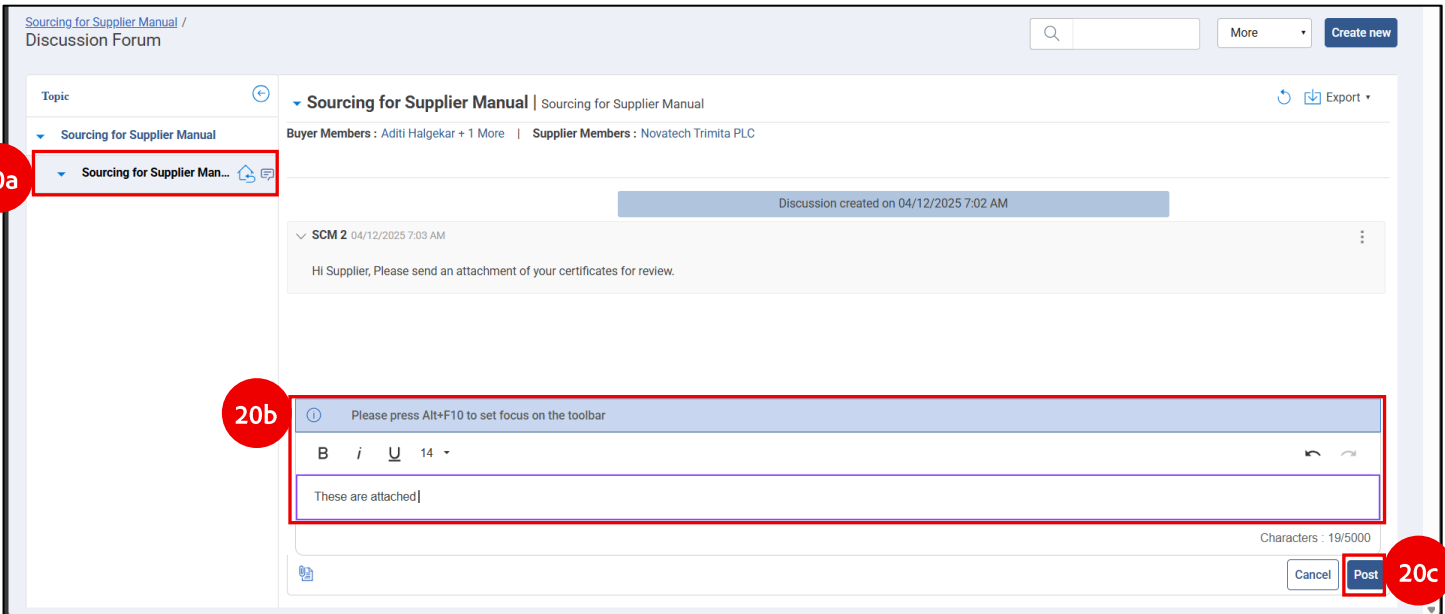 Sourcing for Supplier Manual /
Discussion Forum
More
Create new
Topic
Sourcing for Supplier Manual | Sourcing for Supplier Manual
Export
Sourcing for Supplier Manual
Buyer Members : Aditi Halgekar + 1 More | Supplier Members : Novatech Trimita PLC
0a
Sourcing for Supplier Man...
Discussion created on 04/12/2025 7:02 AM
SCM 2 04/12/2025 7:03 AM
Hi Supplier, Please send an attachment of your certificates for review.
20b
Please press Alt+F10 to set focus on the toolbar
B i U 14
These are attached
Characters : 19/5000
Cancel
Post
20c